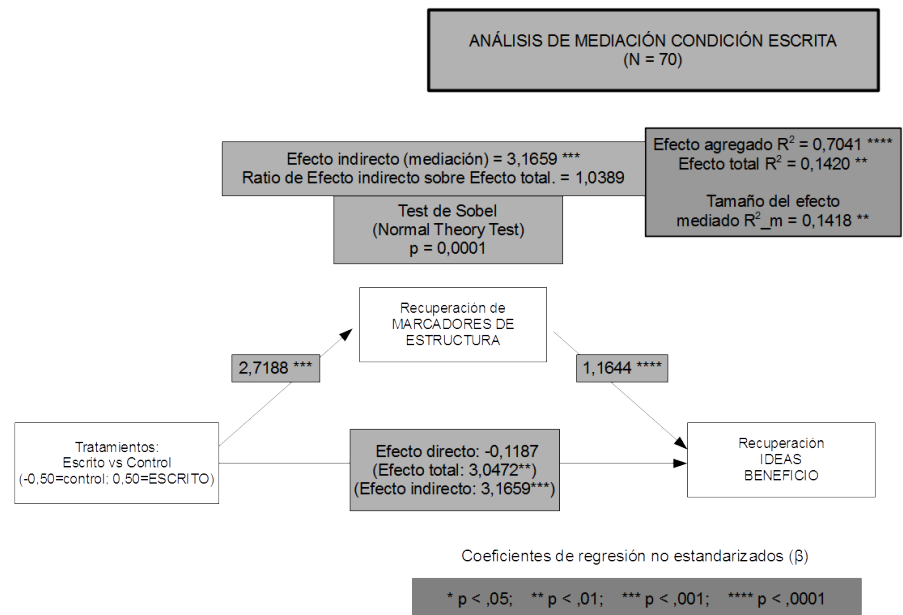 ANÁLISIS DE MEDIACIÓN CONDICIÓN ESCRITA
(N = 70)
Efecto indirecto (mediación) = 3,1659 ***
Ratio de Efecto indirecto sobre Efecto total. = 1,0389
Efecto agregado R² = 0,7041 ****
Efecto total R² = 0,1420 **
Tamaño del efecto
mediado R²_m = 0,1418 **
Test de Sobel
(Normal Theory Test)
p = 0,0001
Recuperación de
MARCADORES DE
ESTRUCTURA
2,7188 ***
1,1644 ****
Tratamientos:
Escrito vs Control
(-0,50=control; 0,50=ESCRITO)
Efecto directo: -0,1187
(Efecto total: 3,0472**)
(Efecto indirecto: 3,1659***)
Recuperación
IDEAS
BENEFICIO
Coeficientes de regresión no estandarizados (β)
* p < ,05; ** p < ,01; *** p < ,001; **** p < ,0001